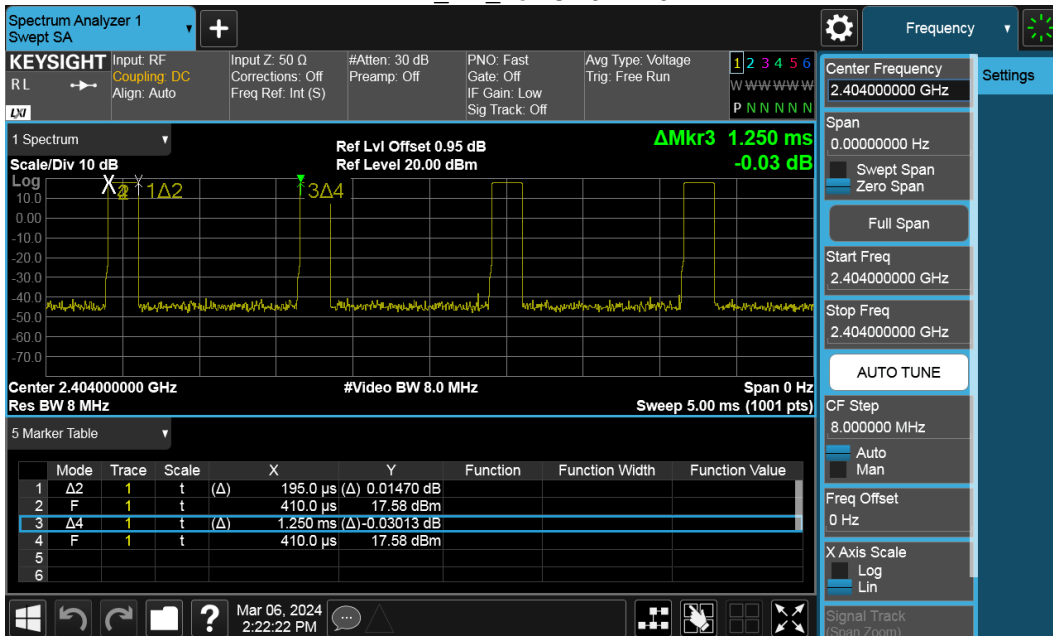 Spectrum Analyzer 1
Swept SA
Frequency
KEYSIGHT
RL
LXI
Input: RF
Coupling: DC
Align: Auto
Input Z: 50 Ω
Corrections: Off
Freq Ref: Int (S)
#Atten: 30 dB
Preamp: Off
PNO: Fast
Gate: Off
IF Gain: Low
Sig Track: Off
Avg Type: Voltage
Trig: Free Run
1 2 3 4 5 6
W W W W W W
P N N N N N
Center Frequency
2.404000000 GHz
Settings
Span
0.00000000 Hz
Swept Span
Zero Span
Full Span
Start Freq
2.404000000 GHz
Stop Freq
2.404000000 GHz
AUTO TUNE
CF Step
8.000000 MHz
Auto
Man
Freq Offset
0 Hz
X Axis Scale
Log
Lin
Signal Track
(Span Zoom)
1 Spectrum
Scale/Div 10 dB
Ref Lvl Offset 0.95 dB
Ref Level 20.00 dBm
ΔMkr3 1.250 ms
-0.03 dB
Log
10.0
0.00
-10.0
-20.0
-30.0
-40.0
-50.0
-60.0
-70.0
1Δ2
3Δ4
Center 2.404000000 GHz #Video BW 8.0 MHz Span 0 Hz
Res BW 8 MHz Sweep 5.00 ms (1001 pts)
5 Marker Table
Mode Trace Scale X Y Function Function Width Function Value
1 Δ2 1 t (Δ) 195.0 µs (Δ) 0.01470 dB
2 F 1 t 410.0 µs 17.58 dBm
3 Δ4 1 t (Δ) 1.250 ms (Δ)-0.03013 dB
4 F 1 t 410.0 µs 17.58 dBm
5
6
Mar 06, 2024
2:22:22 PM